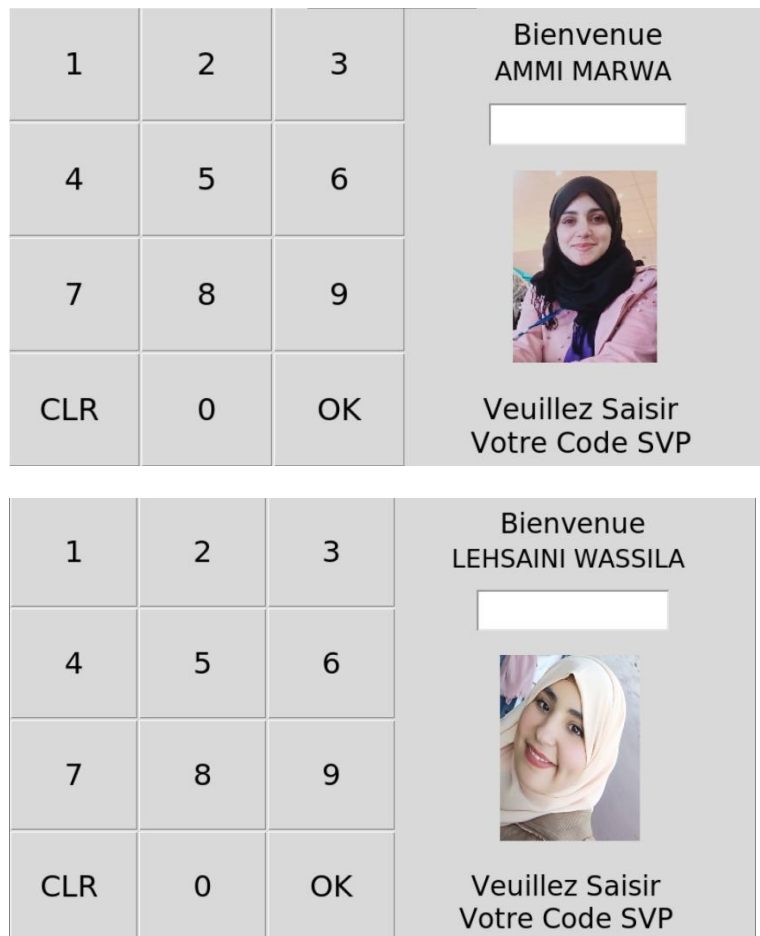 1 2 3
4 5 6
7 8 9
CLR 0 OK
Bienvenue
AMMI MARWA
Veuillez Saisir
Votre Code SVP
1 2 3
4 5 6
7 8 9
CLR 0 OK
Bienvenue
LEHSAINI WASSILA
Veuillez Saisir
Votre Code SVP